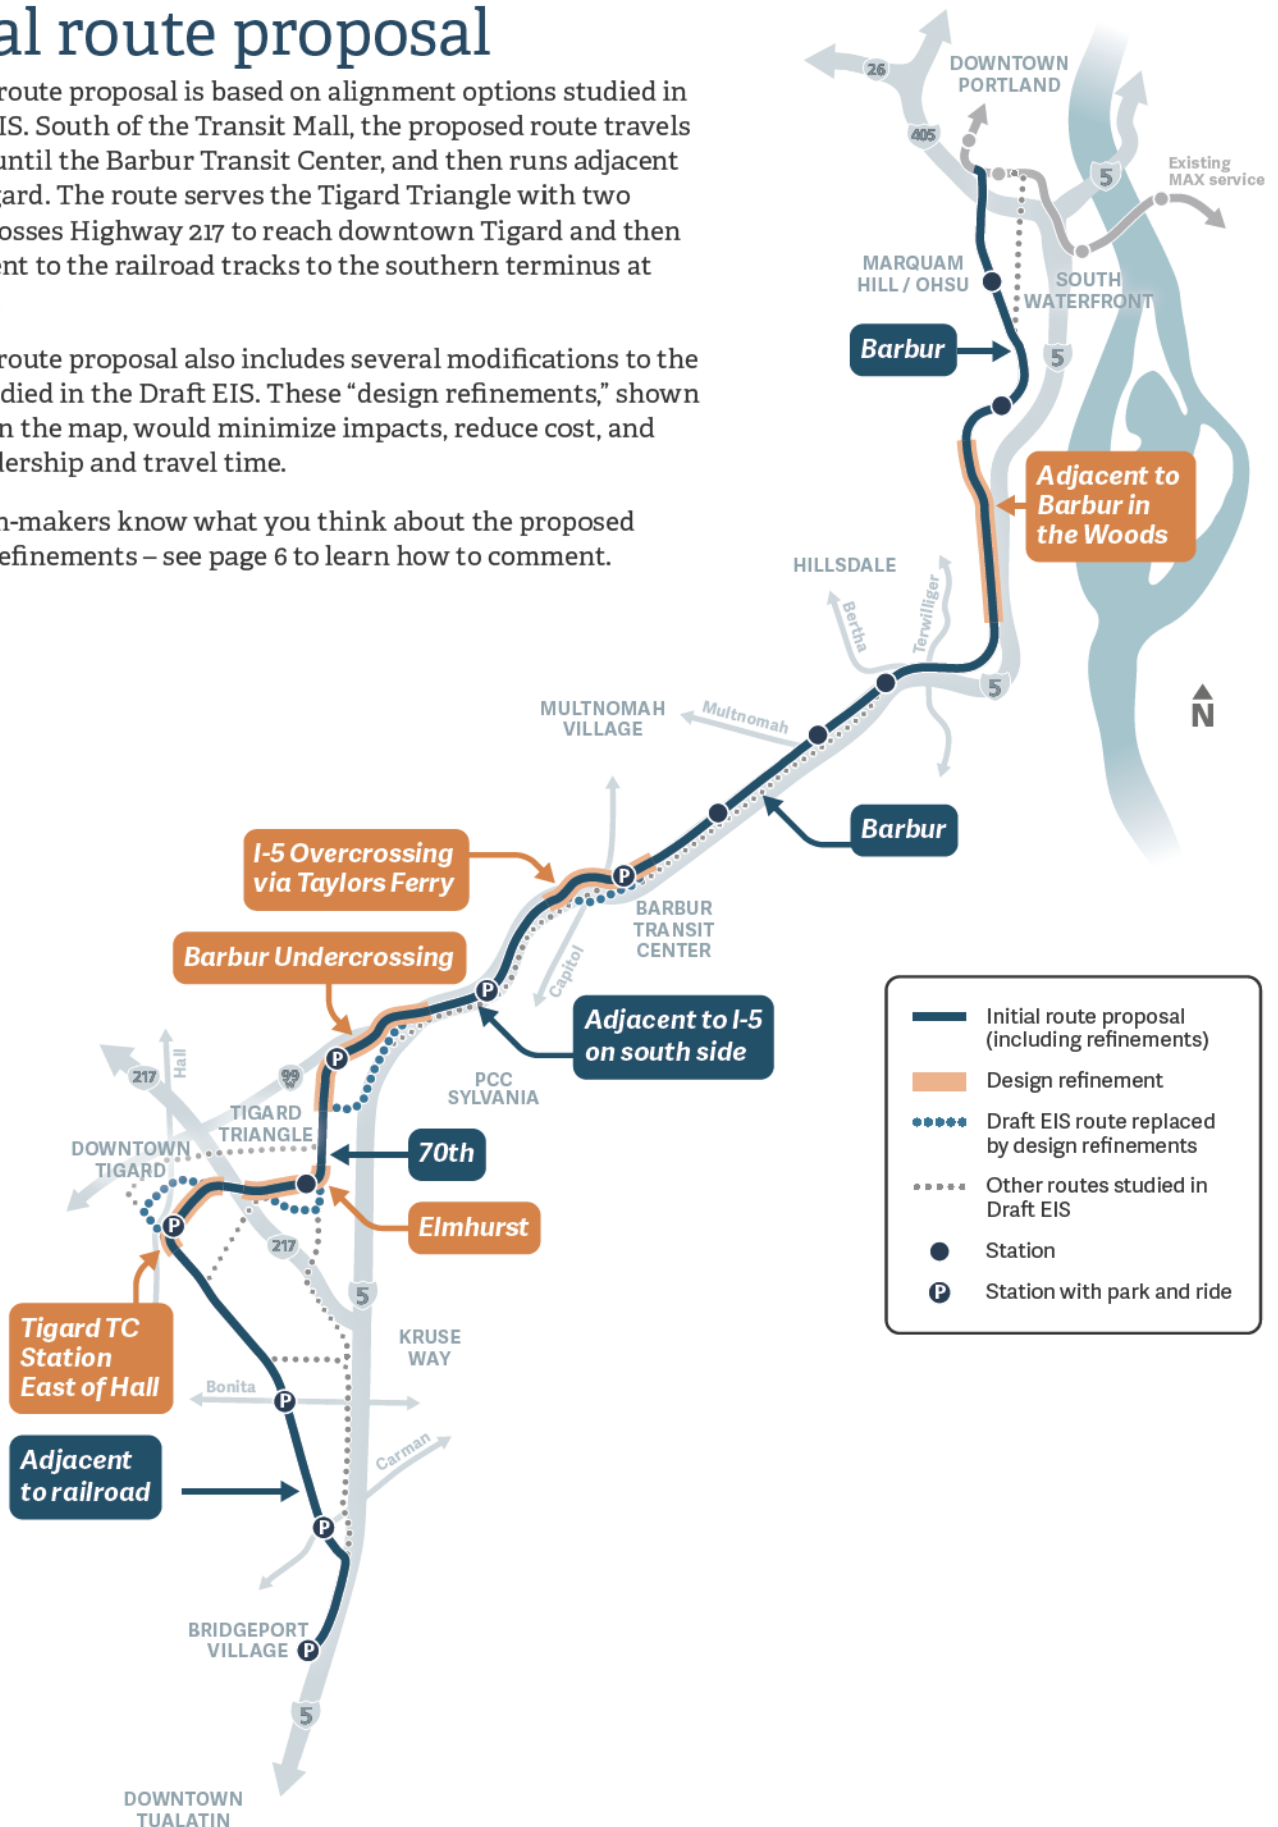 al route proposal
route proposal is based on alignment options studied in
IS. South of the Transit Mall, the proposed route travels
until the Barbur Transit Center, and then runs adjacent
gard. The route serves the Tigard Triangle with two
osses Highway 217 to reach downtown Tigard and then
ent to the railroad tracks to the southern terminus at
route proposal also includes several modifications to the
died in the Draft EIS. These “design refinements,” shown
n the map, would minimize impacts, reduce cost, and
dership and travel time.
n-makers know what you think about the proposed
efinements – see page 6 to learn how to comment.
26
DOWNTOWN
PORTLAND
405
5
Existing
MAX service
MARQUAM
HILL / OHSU
SOUTH
WATERFRONT
Barbur
5
Adjacent to
Barbur in
the Woods
HILLSDALE
Bertha
Terwilliger
5
N
MULTNOMAH
VILLAGE
Multnomah
Barbur
I-5 Overcrossing
via Taylors Ferry
P
BARBUR
TRANSIT
CENTER
Barbur Undercrossing
Capitol
P
Adjacent to I-5
on south side
P
PCC
SYLVANIA
Hall
217
99
W
TIGARD
TRIANGLE
DOWNTOWN
TIGARD
70th
Elmhurst
P
217
5
Tigard TC
Station
East of Hall
KRUSE
WAY
Bonita
P
Carman
Adjacent
to railroad
P
BRIDGEPORT
VILLAGE
P
5
DOWNTOWN
TUALATIN
Initial route proposal
(including refinements)
Design refinement
Draft EIS route replaced
by design refinements
Other routes studied in
Draft EIS
Station
P
Station with park and ride